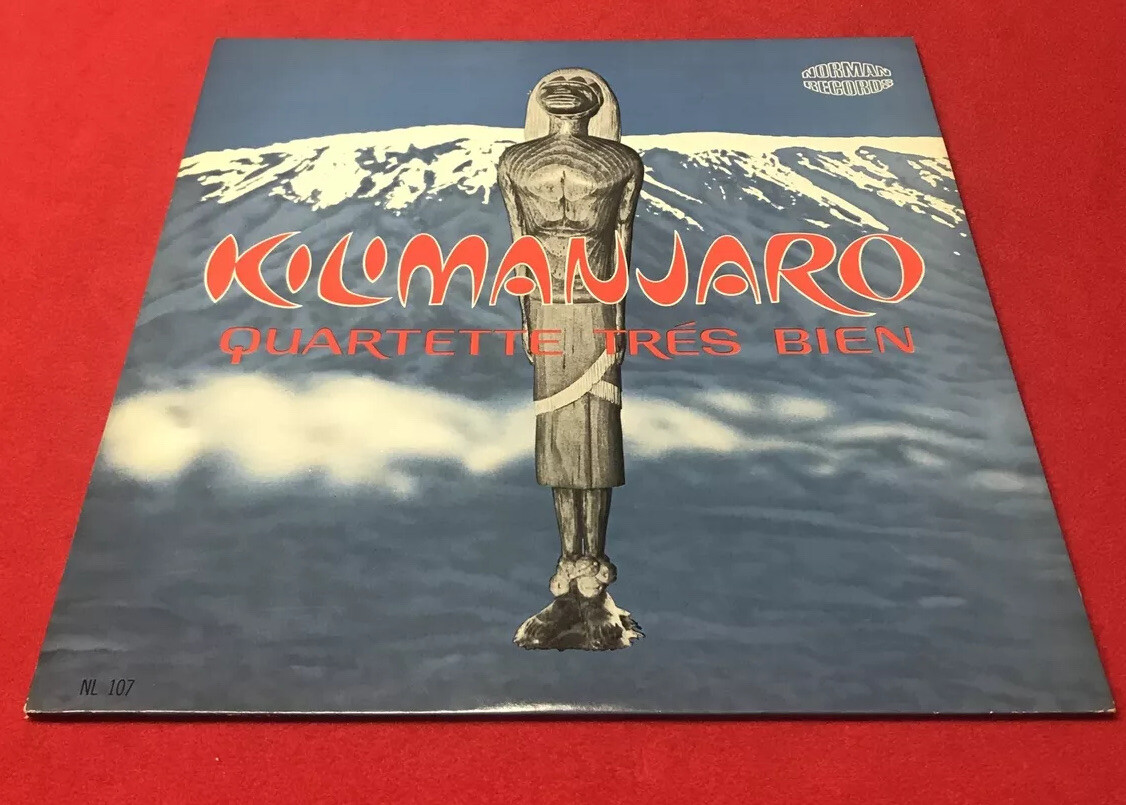 NORMAN
RECORDS
KILIMANJARO
QUARTETTE TRÉS BIEN
NL 107